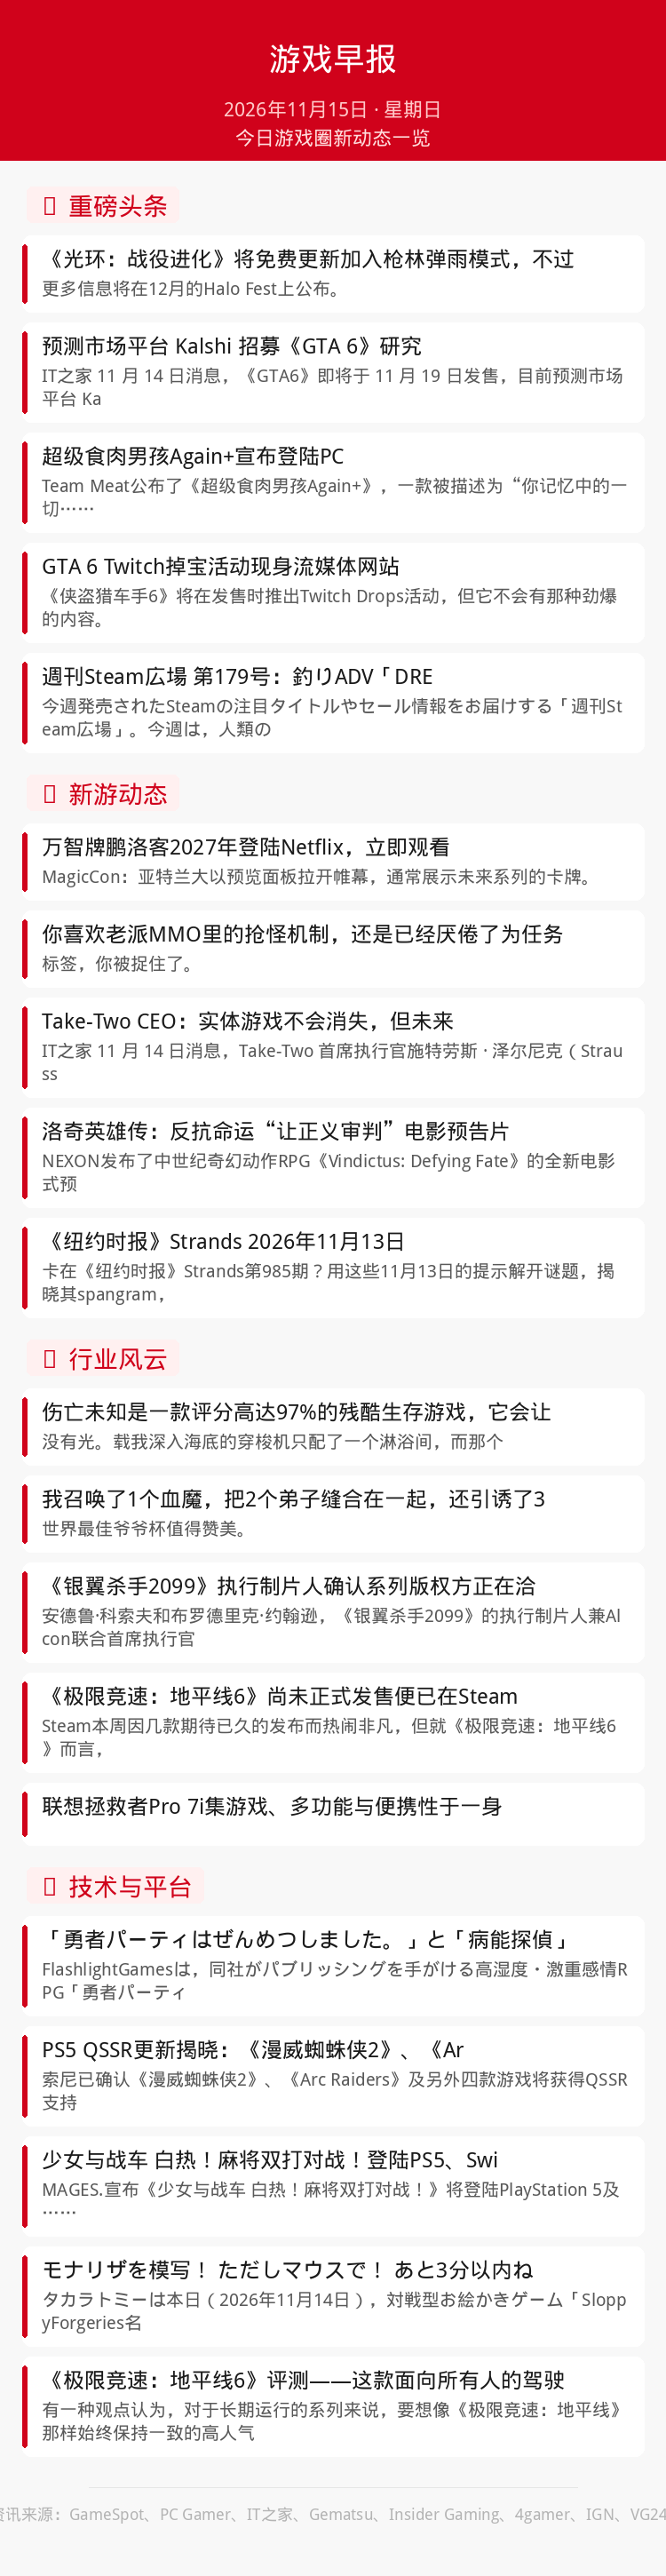 游戏早报
2026年11月15日 · 星期日
今日游戏圈新动态一览
重磅头条
《光环：战役进化》将免费更新加入枪林弹雨模式，不过
更多信息将在12月的Halo Fest上公布。
预测市场平台 Kalshi 招募《GTA 6》研究
IT之家 11 月 14 日消息，《GTA6》即将于 11 月 19 日发售，目前预测市场
平台 Ka
超级食肉男孩Again+宣布登陆PC
Team Meat公布了《超级食肉男孩Again+》，一款被描述为“你记忆中的一
切……
GTA 6 Twitch掉宝活动现身流媒体网站
《侠盗猎车手6》将在发售时推出Twitch Drops活动，但它不会有那种劲爆
的内容。
週刊Steam広場 第179号：釣りADV「DRE
今週発売されたSteamの注目タイトルやセール情報をお届けする「週刊St
eam広場」。今週は，人類の
新游动态
万智牌鹏洛客2027年登陆Netflix，立即观看
MagicCon：亚特兰大以预览面板拉开帷幕，通常展示未来系列的卡牌。
你喜欢老派MMO里的抢怪机制，还是已经厌倦了为任务
标签，你被捉住了。
Take-Two CEO：实体游戏不会消失，但未来
IT之家 11 月 14 日消息，Take-Two 首席执行官施特劳斯 · 泽尔尼克（Strau
ss
洛奇英雄传：反抗命运“让正义审判”电影预告片
NEXON发布了中世纪奇幻动作RPG《Vindictus: Defying Fate》的全新电影
式预
《纽约时报》Strands 2026年11月13日
卡在《纽约时报》Strands第985期？用这些11月13日的提示解开谜题，揭
晓其spangram，
行业风云
伤亡未知是一款评分高达97%的残酷生存游戏，它会让
没有光。载我深入海底的穿梭机只配了一个淋浴间，而那个
我召唤了1个血魔，把2个弟子缝合在一起，还引诱了3
世界最佳爷爷杯值得赞美。
《银翼杀手2099》执行制片人确认系列版权方正在洽
安德鲁·科索夫和布罗德里克·约翰逊，《银翼杀手2099》的执行制片人兼Al
con联合首席执行官
《极限竞速：地平线6》尚未正式发售便已在Steam
Steam本周因几款期待已久的发布而热闹非凡，但就《极限竞速：地平线6
》而言，
联想拯救者Pro 7i集游戏、多功能与便携性于一身
技术与平台
「勇者パーティはぜんめつしました。」と「病能探偵」
FlashlightGamesは，同社がパブリッシングを手がける高湿度・激重感情R
PG「勇者パーティ
PS5 QSSR更新揭晓：《漫威蜘蛛侠2》、《Ar
索尼已确认《漫威蜘蛛侠2》、《Arc Raiders》及另外四款游戏将获得QSSR
支持
少女与战车 白热！麻将双打对战！登陆PS5、Swi
MAGES.宣布《少女与战车 白热！麻将双打对战！》将登陆PlayStation 5及
……
モナリザを模写！ ただしマウスで！ あと3分以内ね
タカラトミーは本日（2026年11月14日），対戦型お絵かきゲーム「Slopp
yForgeries名
《极限竞速：地平线6》评测——这款面向所有人的驾驶
有一种观点认为，对于长期运行的系列来说，要想像《极限竞速：地平线》
那样始终保持一致的高人气
资讯来源：GameSpot、PC Gamer、IT之家、Gematsu、Insider Gaming、4gamer、IGN、VG24